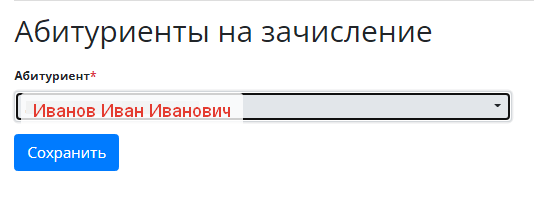 Абитуриенты на зачисление
Абитуриент*
Иванов Иван Иванович
Сохранить